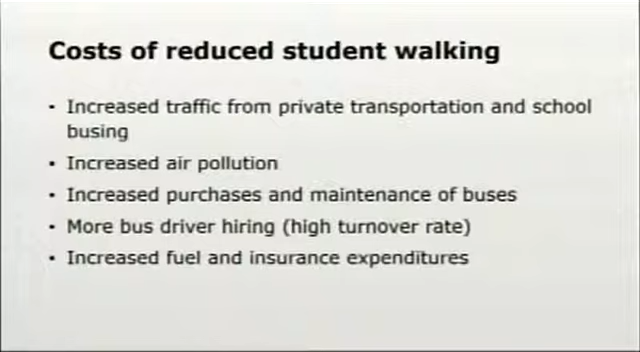 Costs of reduced student walking
• Increased traffic from private transportation and school
busing
• Increased air pollution
• Increased purchases and maintenance of buses
• More bus driver hiring (high turnover rate)
• Increased fuel and insurance expenditures